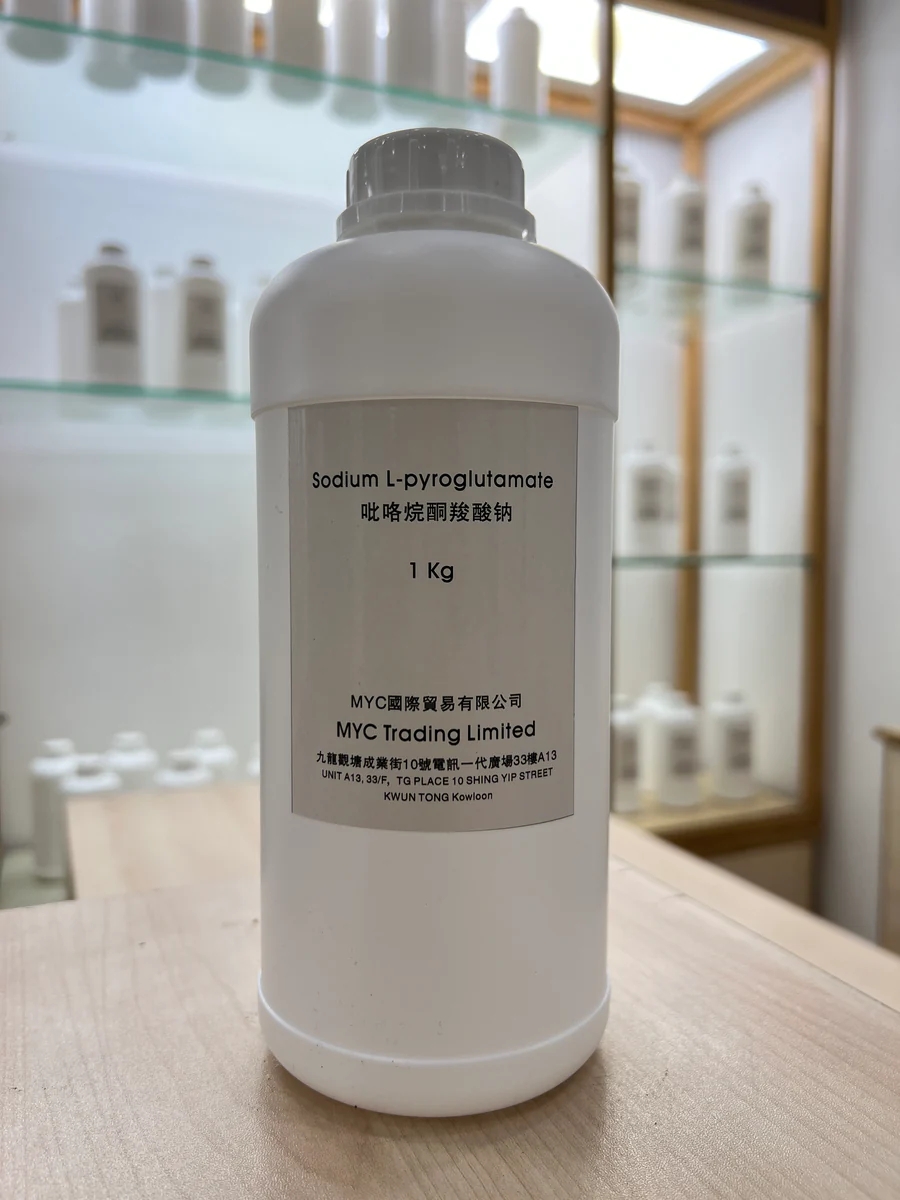 Sodium L-pyroglutamate
吡咯烷酮羧酸钠
1 Kg
MYC國際貿易有限公司
MYC Trading Limited
九龍觀塘成業街10號電訊一代廣場33樓A13
UNIT A13, 33/F, TG PLACE 10 SHING YIP STREET
KWUN TONG Kowloon